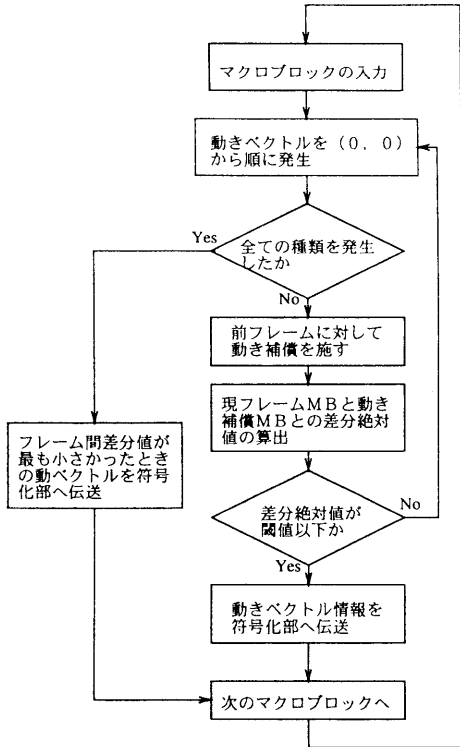 マクロブロックの入力
動きベクトルを（０，０）
から順に発生
Yes
全ての種類を発生
したか
No
前フレームに対して
動き補償を施す
現フレームＭＢと動き
補償ＭＢとの差分絶対
値の算出
フレーム間差分値が
最も小さかったとき
の動ベクトルを符号
化部へ伝送
差分絶対値が
閾値以下か
No
Yes
動きベクトル情報を
符号化部へ伝送
次のマクロブロックへ